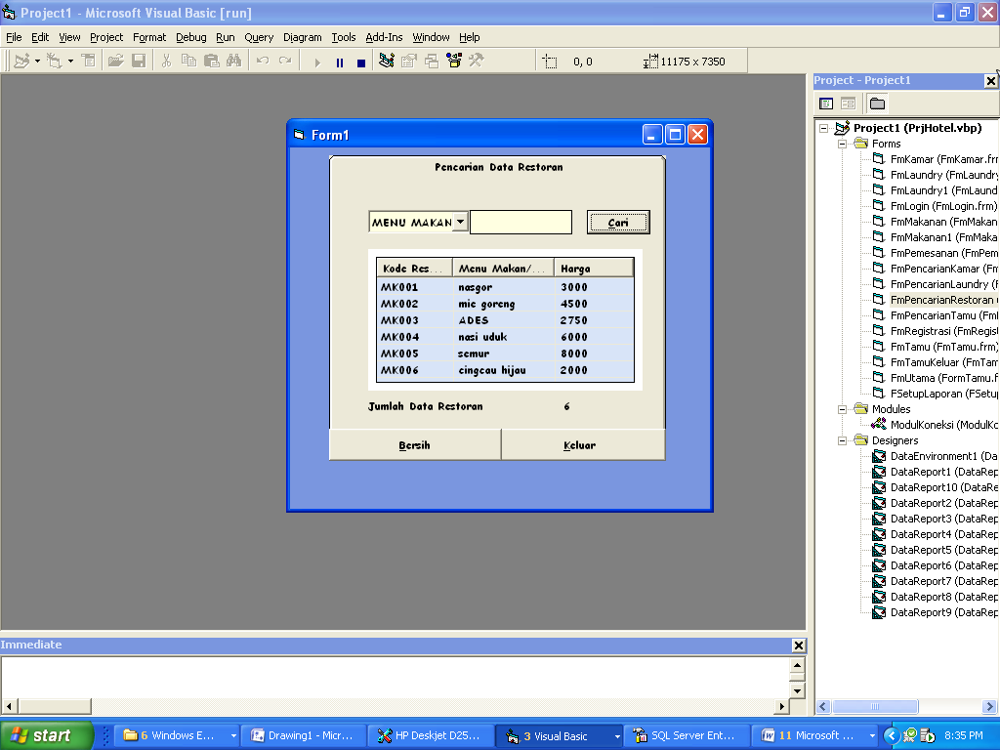 Project1 - Microsoft Visual Basic [run]
File Edit View Project Format Debug Run Query Diagram Tools Add-Ins Window Help
0, 0 11175 x 7350
Project - Project1
Project1 (PrjHotel.vbp)
Forms
FmKamar (FmKamar.frm
FmLaundry (FmLaundry
FmLaundry1 (FmLaund
FmLogin (FmLogin.frm)
FmMakanan (FmMakan
FmMakanan1 (FmMaka
FmPemesanan (FmPem
FmPencarianKamar (Fm
FmPencarianLaundry (F
FmPencarianRestoran (
FmPencarianTamu (FmI
FmRegistrasi (FmRegist
FmTamu (FmTamu.frm)
FmTamuKeluar (FmTam
FmUtama (FormTamu.f
FSetupLaporan (FSetup
Modules
ModulKoneksi (ModulKo
Designers
DataEnvironment1 (Da
DataReport1 (DataRep
DataReport10 (DataRe
DataReport2 (DataRep
DataReport3 (DataRep
DataReport4 (DataRep
DataReport5 (DataRep
DataReport6 (DataRep
DataReport7 (DataRep
DataReport8 (DataRep
DataReport9 (DataRep
Form1
Pencarian Data Restoran
MENU MAKAN Cari
Kode Res... Menu Makan/... Harga
MK001 nasgor 3000
MK002 mie goreng 4500
MK003 ADES 2750
MK004 nasi uduk 6000
MK005 semur 8000
MK006 cingcau hijau 2000
Jumlah Data Restoran 6
Bersih Keluar
Immediate
start 6 Windows E... Drawing1 - Micr... HP Deskjet D25... 3 Visual Basic SQL Server Ent... 11 Microsoft ... 8:35 PM